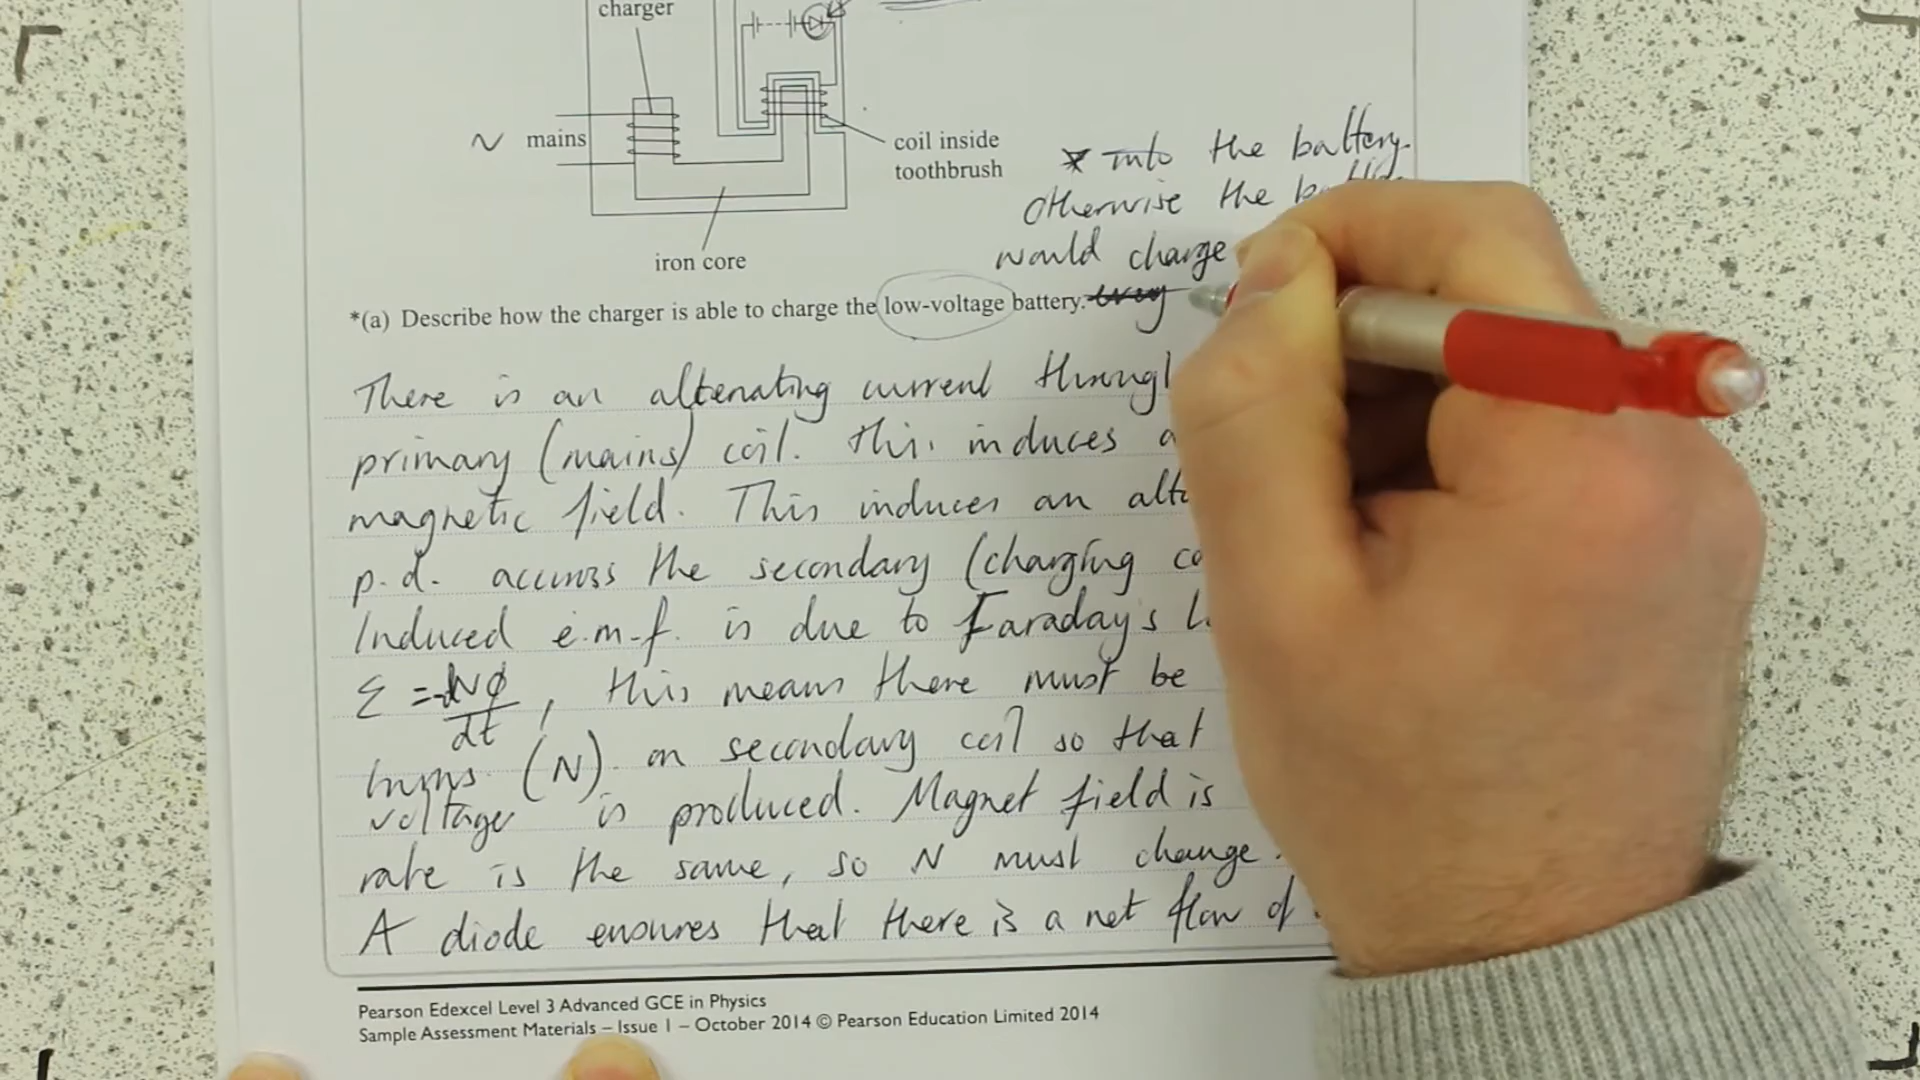 charger
~ mains
coil inside
toothbrush
iron core
* into the battery.
otherwise the
would charge
*(a) Describe how the charger is able to charge the low-voltage battery.
There is an alternating current
primary (mains) coil. This induces
magnetic field. This induces an
p.d. accuross the secondary (charging
Induced e.m.f. is due to Faraday's
Ɛ = -dNϕ/dt, this means there must be
turns (N) on secondary coil so that
voltage is produced. Magnet field is
rate is the same, so N must change.
A diode ensures that there is a net flow of
Pearson Edexcel Level 3 Advanced GCE in Physics
Sample Assessment Materials – Issue 1 – October 2014 © Pearson Education Limited 2014